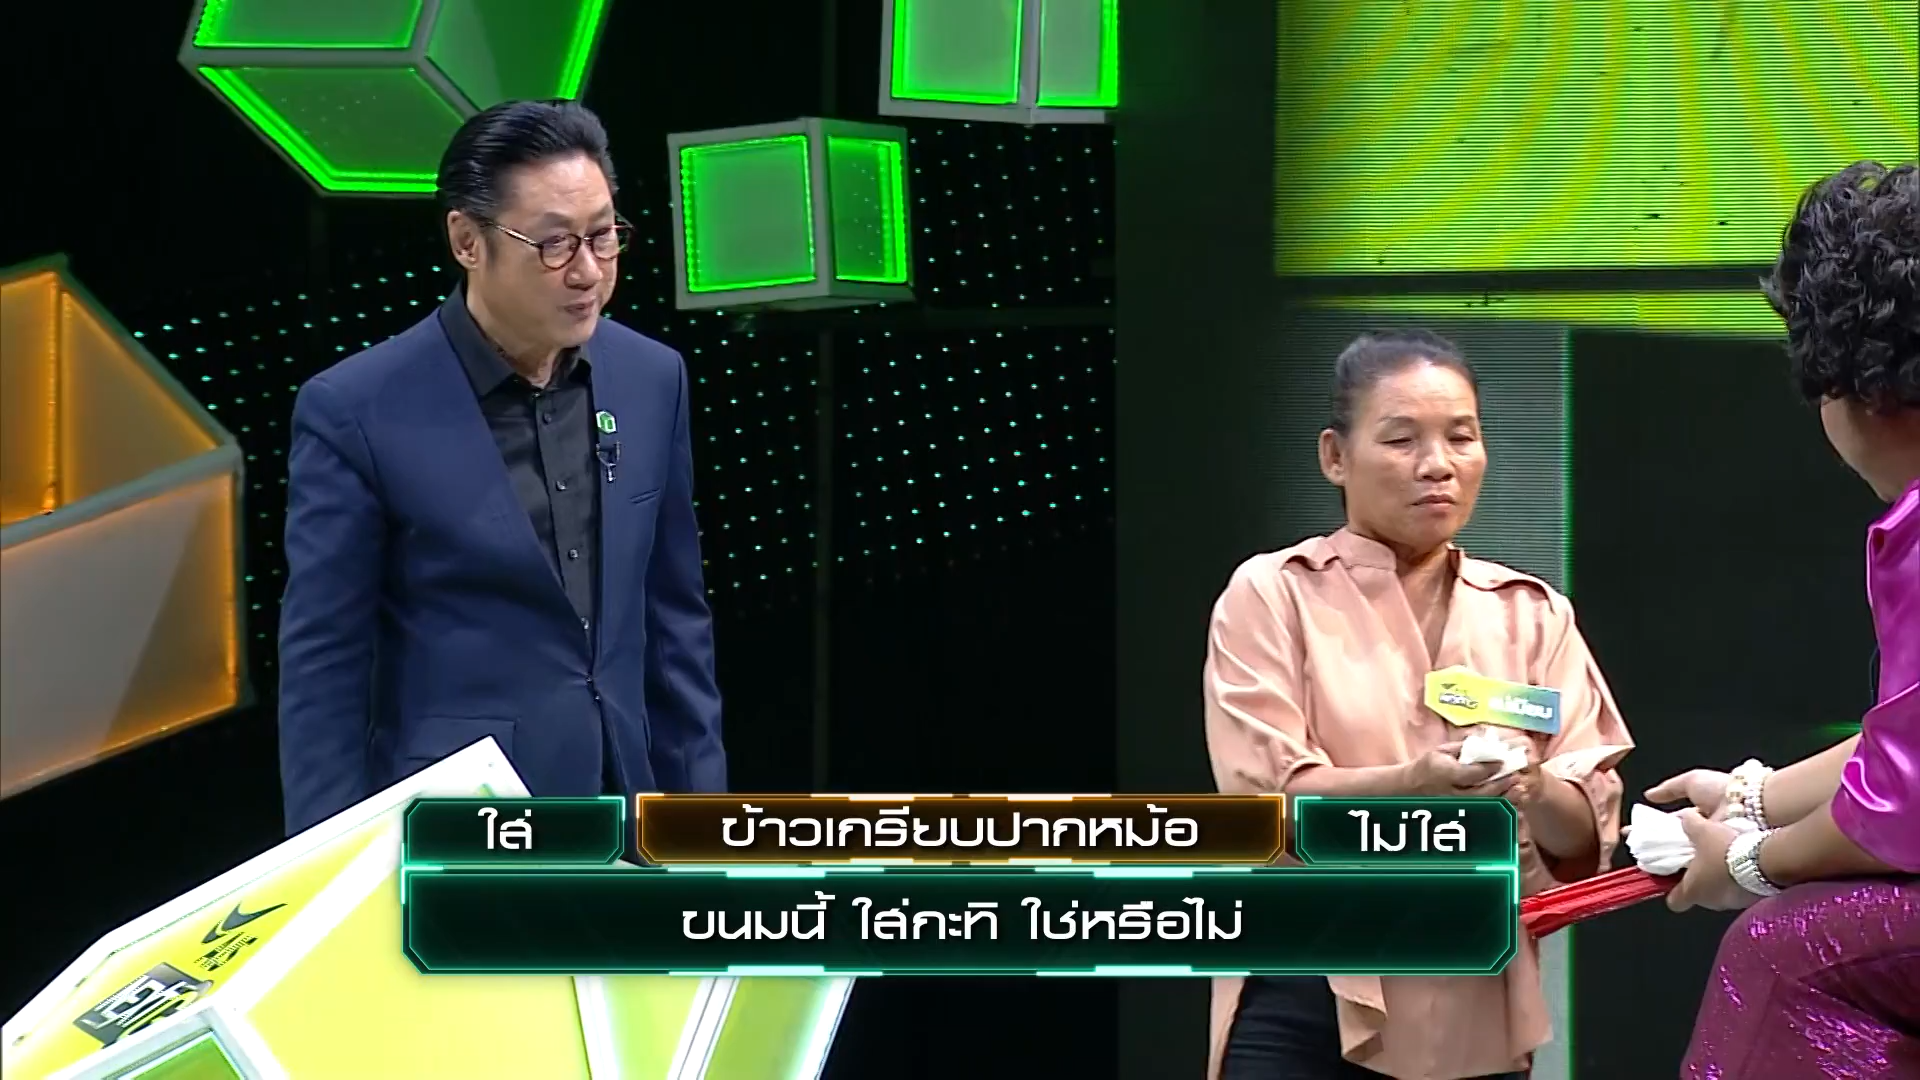 ใส่
ข้าวเกรียบปากหม้อ
ไม่ใส่
ขนมนี้ ใส่กะทิ ใช่หรือไม่